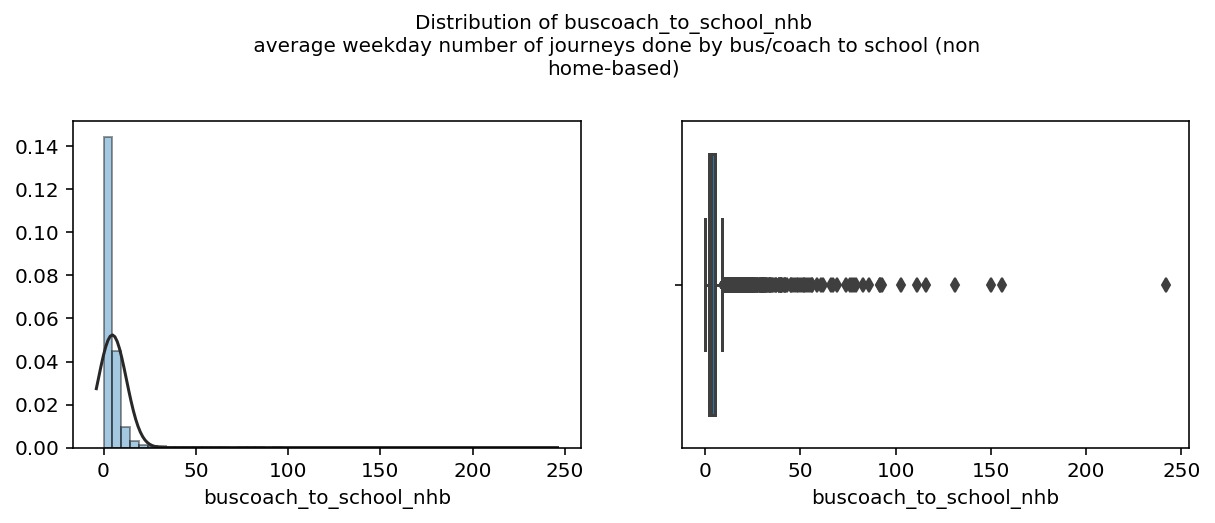 Distribution of buscoach_to_school_nhb
average weekday number of journeys done by bus/coach to school (non
home-based)
0.14
0.12
0.10
0.08
0.06
0.04
0.02
0.00
0 50 100 150 200 250
buscoach_to_school_nhb
0 50 100 150 200 250
buscoach_to_school_nhb